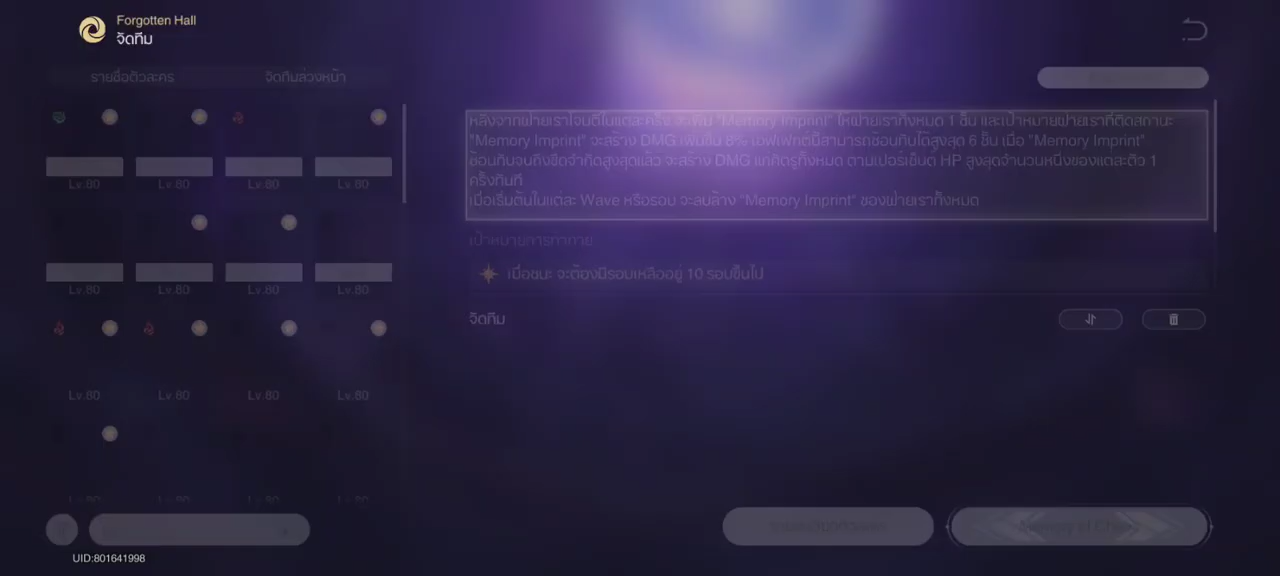 Forgotten Hall
จัดทีม
รายชื่อตัวละคร
จัดทีมล่วงหน้า
Lv.80 Lv.80 Lv.80 Lv.80
Lv.80 Lv.80 Lv.80 Lv.80
Lv.80 Lv.80 Lv.80 Lv.80
Lv.80 Lv.80 Lv.80 Lv.80
หลังจากฝ่ายเราโจมตีในแต่ละครั้ง จะเพิ่ม "Memory Imprint" ให้ฝ่ายเราทั้งหมด 1 ชั้น และเป้าหมายฝ่ายเราที่ติดสถานะ
"Memory Imprint" จะสร้าง DMG เพิ่มขึ้น 8% เอฟเฟกต์นี้สามารถซ้อนทับได้สูงสุด 6 ชั้น เมื่อ "Memory Imprint"
ซ้อนทับจนถึงขีดจำกัดสูงสุดแล้ว จะสร้าง DMG แก่ศัตรูทั้งหมด ตามเปอร์เซ็นต์ HP สูงสุดจำนวนหนึ่งของแต่ละตัว 1
ครั้งทันที
เมื่อเริ่มต้นในแต่ละ Wave หรือรอบ จะลบล้าง "Memory Imprint" ของฝ่ายเราทั้งหมด
เป้าหมายการท้าทาย
เมื่อชนะ จะต้องมีรอบเหลืออยู่ 10 รอบขึ้นไป
จัดทีม
Memory of Chaos
UID:801641998